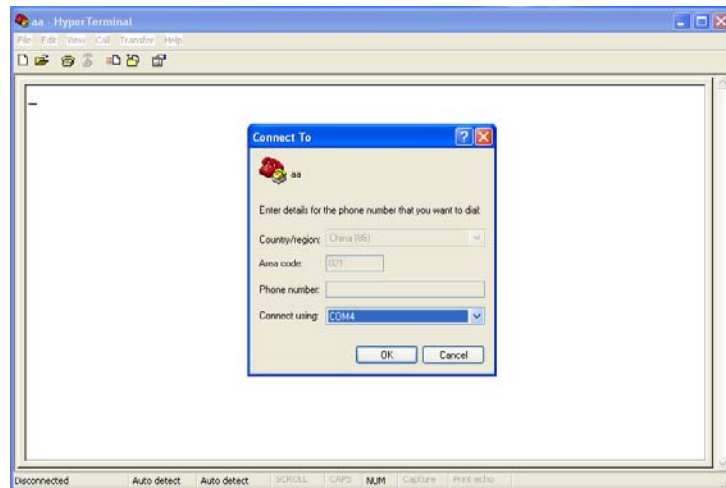 aa - HyperTerminal
File Edit View Call Transfer Help
Connect To
aa
Enter details for the phone number that you want to dial:
Country/region: China (86)
Area code: 021
Phone number:
Connect using: COM4
OK Cancel
Disconnected Auto detect Auto detect SCROLL CAPS NUM Capture Print echo